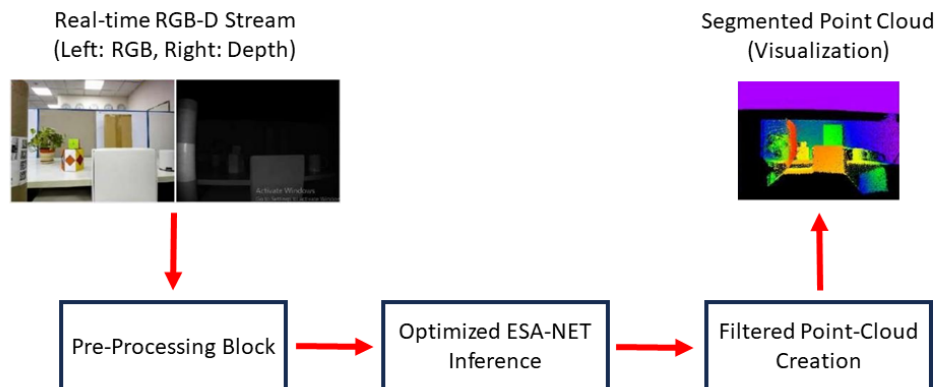 Real-time RGB-D Stream
(Left: RGB, Right: Depth)
Segmented Point Cloud
(Visualization)
Activate Windows
Pre-Processing Block
Optimized ESA-NET
Inference
Filtered Point-Cloud
Creation